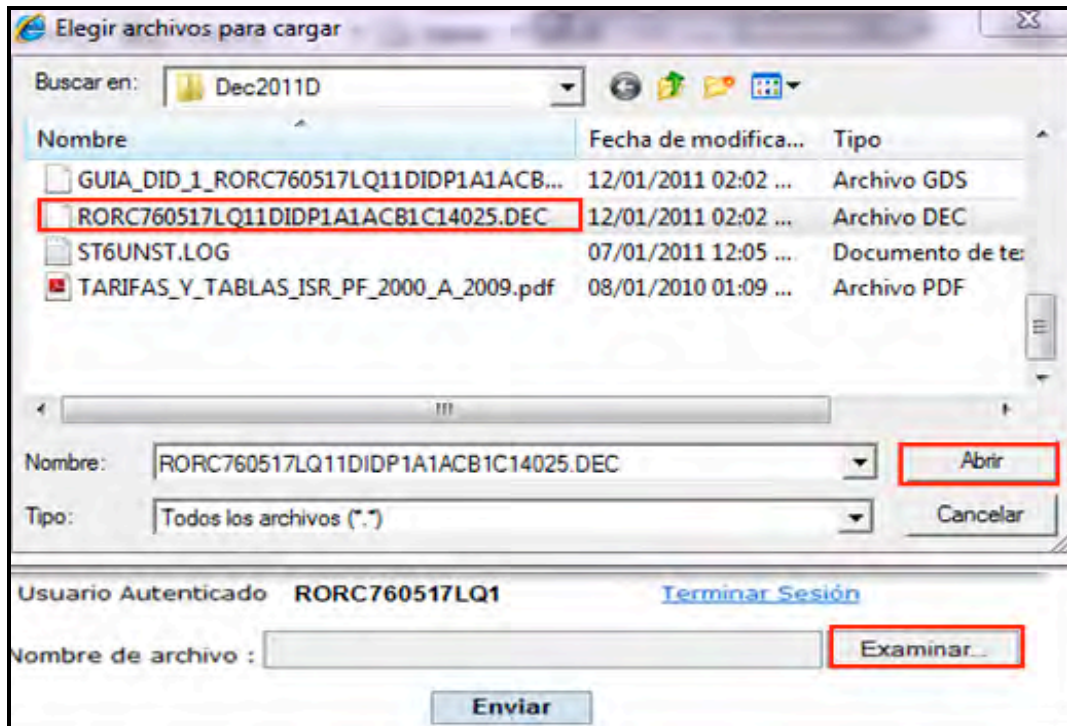 Elegir archivos para cargar
Buscar en: Dec2011D
Nombre Fecha de modifica... Tipo
GUIA_DID_1_RORC760517LQ11DIDP1A1ACB... 12/01/2011 02:02 ... Archivo GDS
RORC760517LQ11DIDP1A1ACB1C14025.DEC 12/01/2011 02:02 ... Archivo DEC
ST6UNST.LOG 07/01/2011 12:05 ... Documento de te:
TARIFAS_Y_TABLAS_ISR_PF_2000_A_2009.pdf 08/01/2010 01:09 ... Archivo PDF
Nombre: RORC760517LQ11DIDP1A1ACB1C14025.DEC Abrir
Tipo: Todos los archivos (*.*) Cancelar
Usuario Autenticado RORC760517LQ1 Terminar Sesión
Nombre de archivo : Examinar...
Enviar